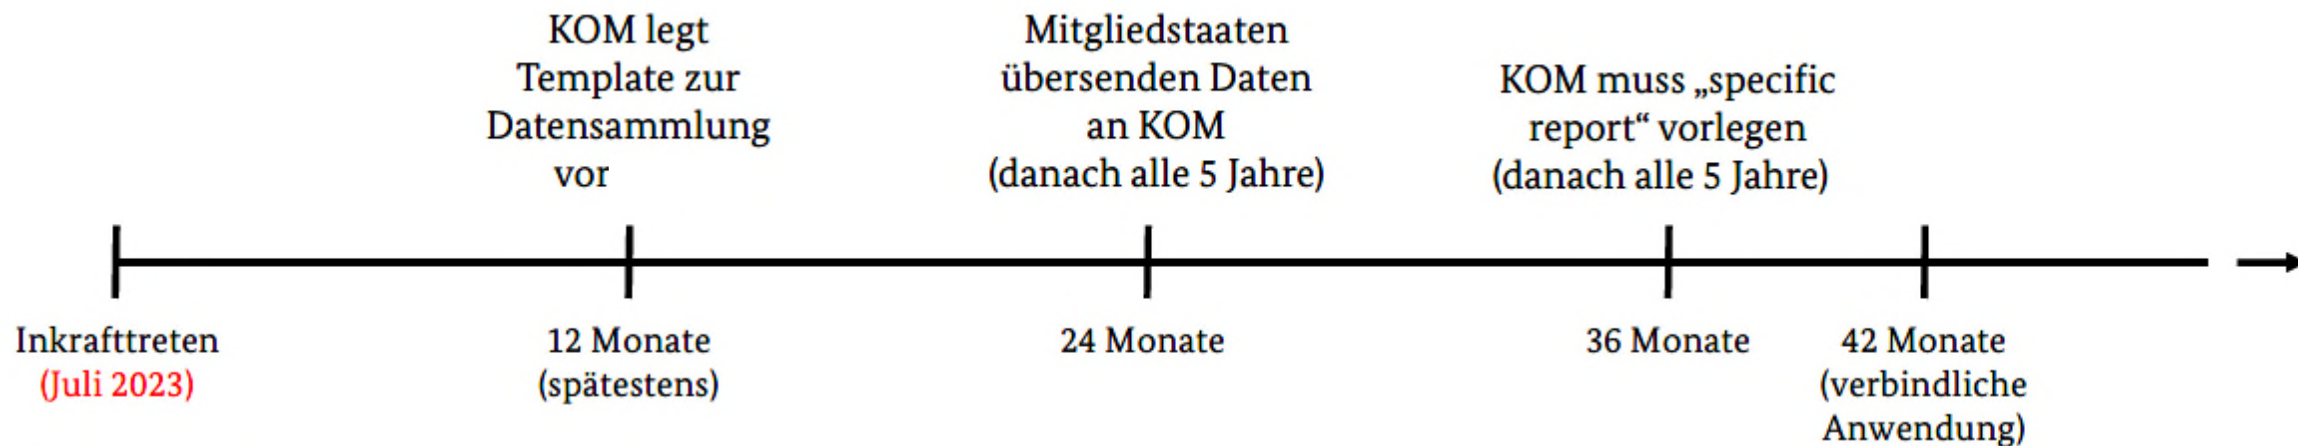 KOM legt
Template zur
Datensammlung
vor
Mitgliedstaaten
übersenden Daten
an KOM
(danach alle 5 Jahre)
KOM muss „specific
report“ vorlegen
(danach alle 5 Jahre)
Inkrafttreten
(Juli 2023)
12 Monate
(spätestens)
24 Monate
36 Monate
42 Monate
(verbindliche
Anwendung)